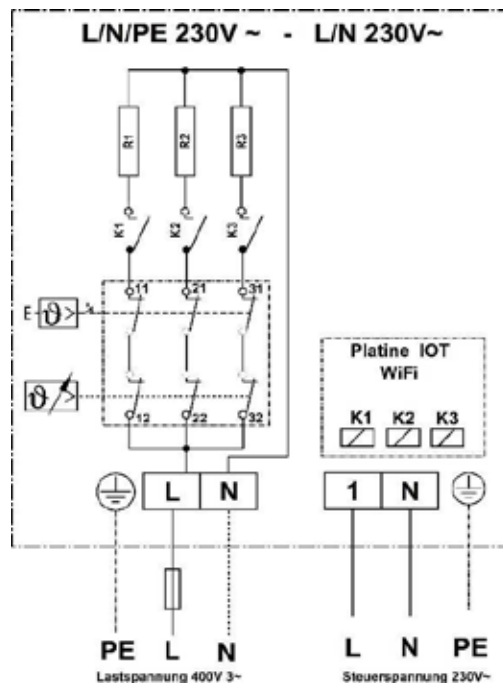 L/N/PE 230V ~ - L/N 230V~
R1 R2 R3
K1 K2 K3
11 21 31
E ϑ
ϑ
12 22 32
Platine IOT
WiFi
K1 K2 K3
L N
1 N
PE L N
L N PE
Lastspannung 400V 3~
Steuerspannung 230V~